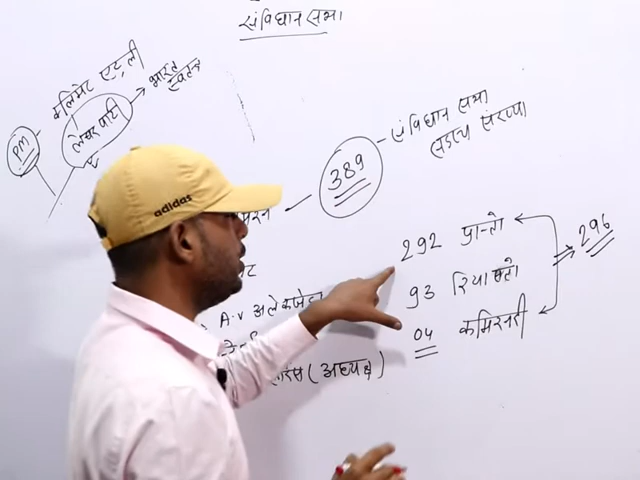 संविधान सभा
क्लिमेट एटली
PM
लेबर पार्टी
भारत
स्वतन्त्र
389
संविधान सभा
सदस्य संख्या
292 प्रान्तो
296
93 रियासतो
04 कमिश्नरी
A.V अलेक्जेंडर
(अध्यक्ष)
adidas